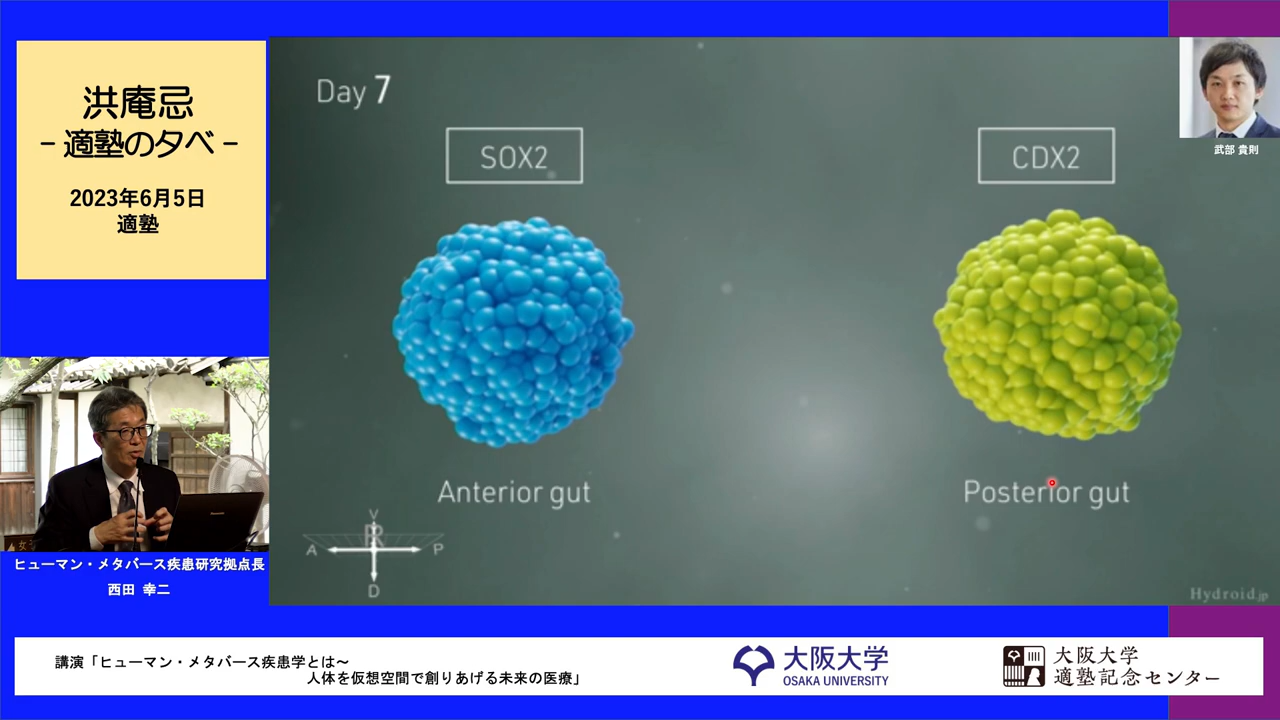 洪庵忌
- 適塾の夕べ -
2023年6月5日
適塾
Day 7
SOX2
CDX2
Anterior gut
Posterior gut
V
A
R
P
D
Hydroid.jp
武部 貴則
ヒューマン・メタバース疾患研究拠点長
西田 幸二
講演「ヒューマン・メタバース疾患学とは～
人体を仮想空間で創りあげる未来の医療」
大阪大学
OSAKA UNIVERSITY
大阪大学
適塾記念センター